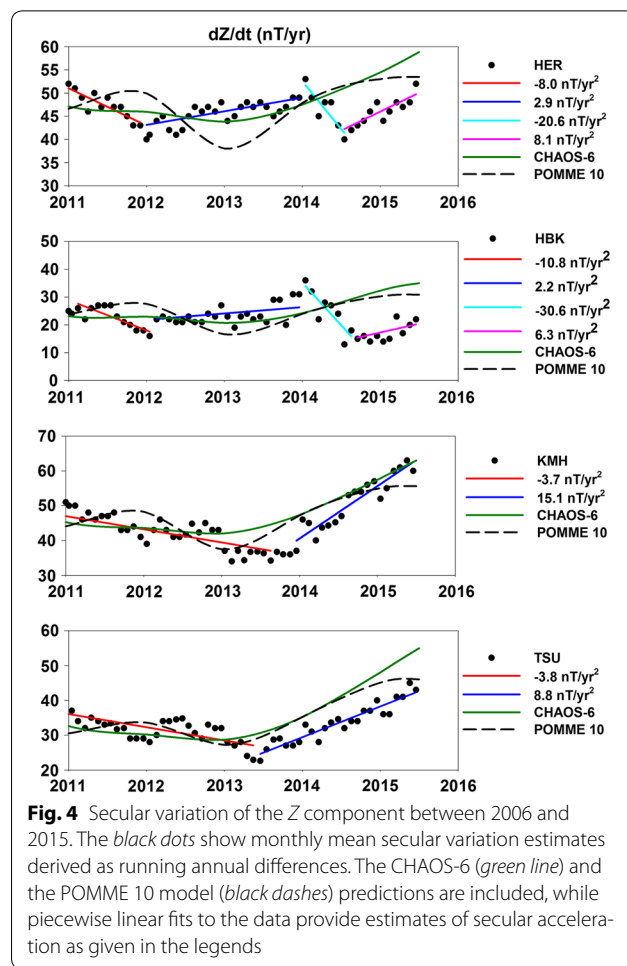 dZ/dt (nT/yr)
60
55
50
45
40
35
30
2011 2012 2013 2014 2015 2016
HER
-8.0 nT/yr²
2.9 nT/yr²
-20.6 nT/yr²
8.1 nT/yr²
CHAOS-6
POMME 10
60
50
40
30
20
10
0
2011 2012 2013 2014 2015 2016
HBK
-10.8 nT/yr²
2.2 nT/yr²
-30.6 nT/yr²
6.3 nT/yr²
CHAOS-6
POMME 10
70
60
50
40
30
2011 2012 2013 2014 2015 2016
KMH
-3.7 nT/yr²
15.1 nT/yr²
CHAOS-6
POMME 10
60
50
40
30
20
2011 2012 2013 2014 2015 2016
TSU
-3.8 nT/yr²
8.8 nT/yr²
CHAOS-6
POMME 10
Fig. 4 Secular variation of the Z component between 2006 and
2015. The black dots show monthly mean secular variation estimates
derived as running annual differences. The CHAOS-6 (green line) and
the POMME 10 model (black dashes) predictions are included, while
piecewise linear fits to the data provide estimates of secular accelera-
tion as given in the legends